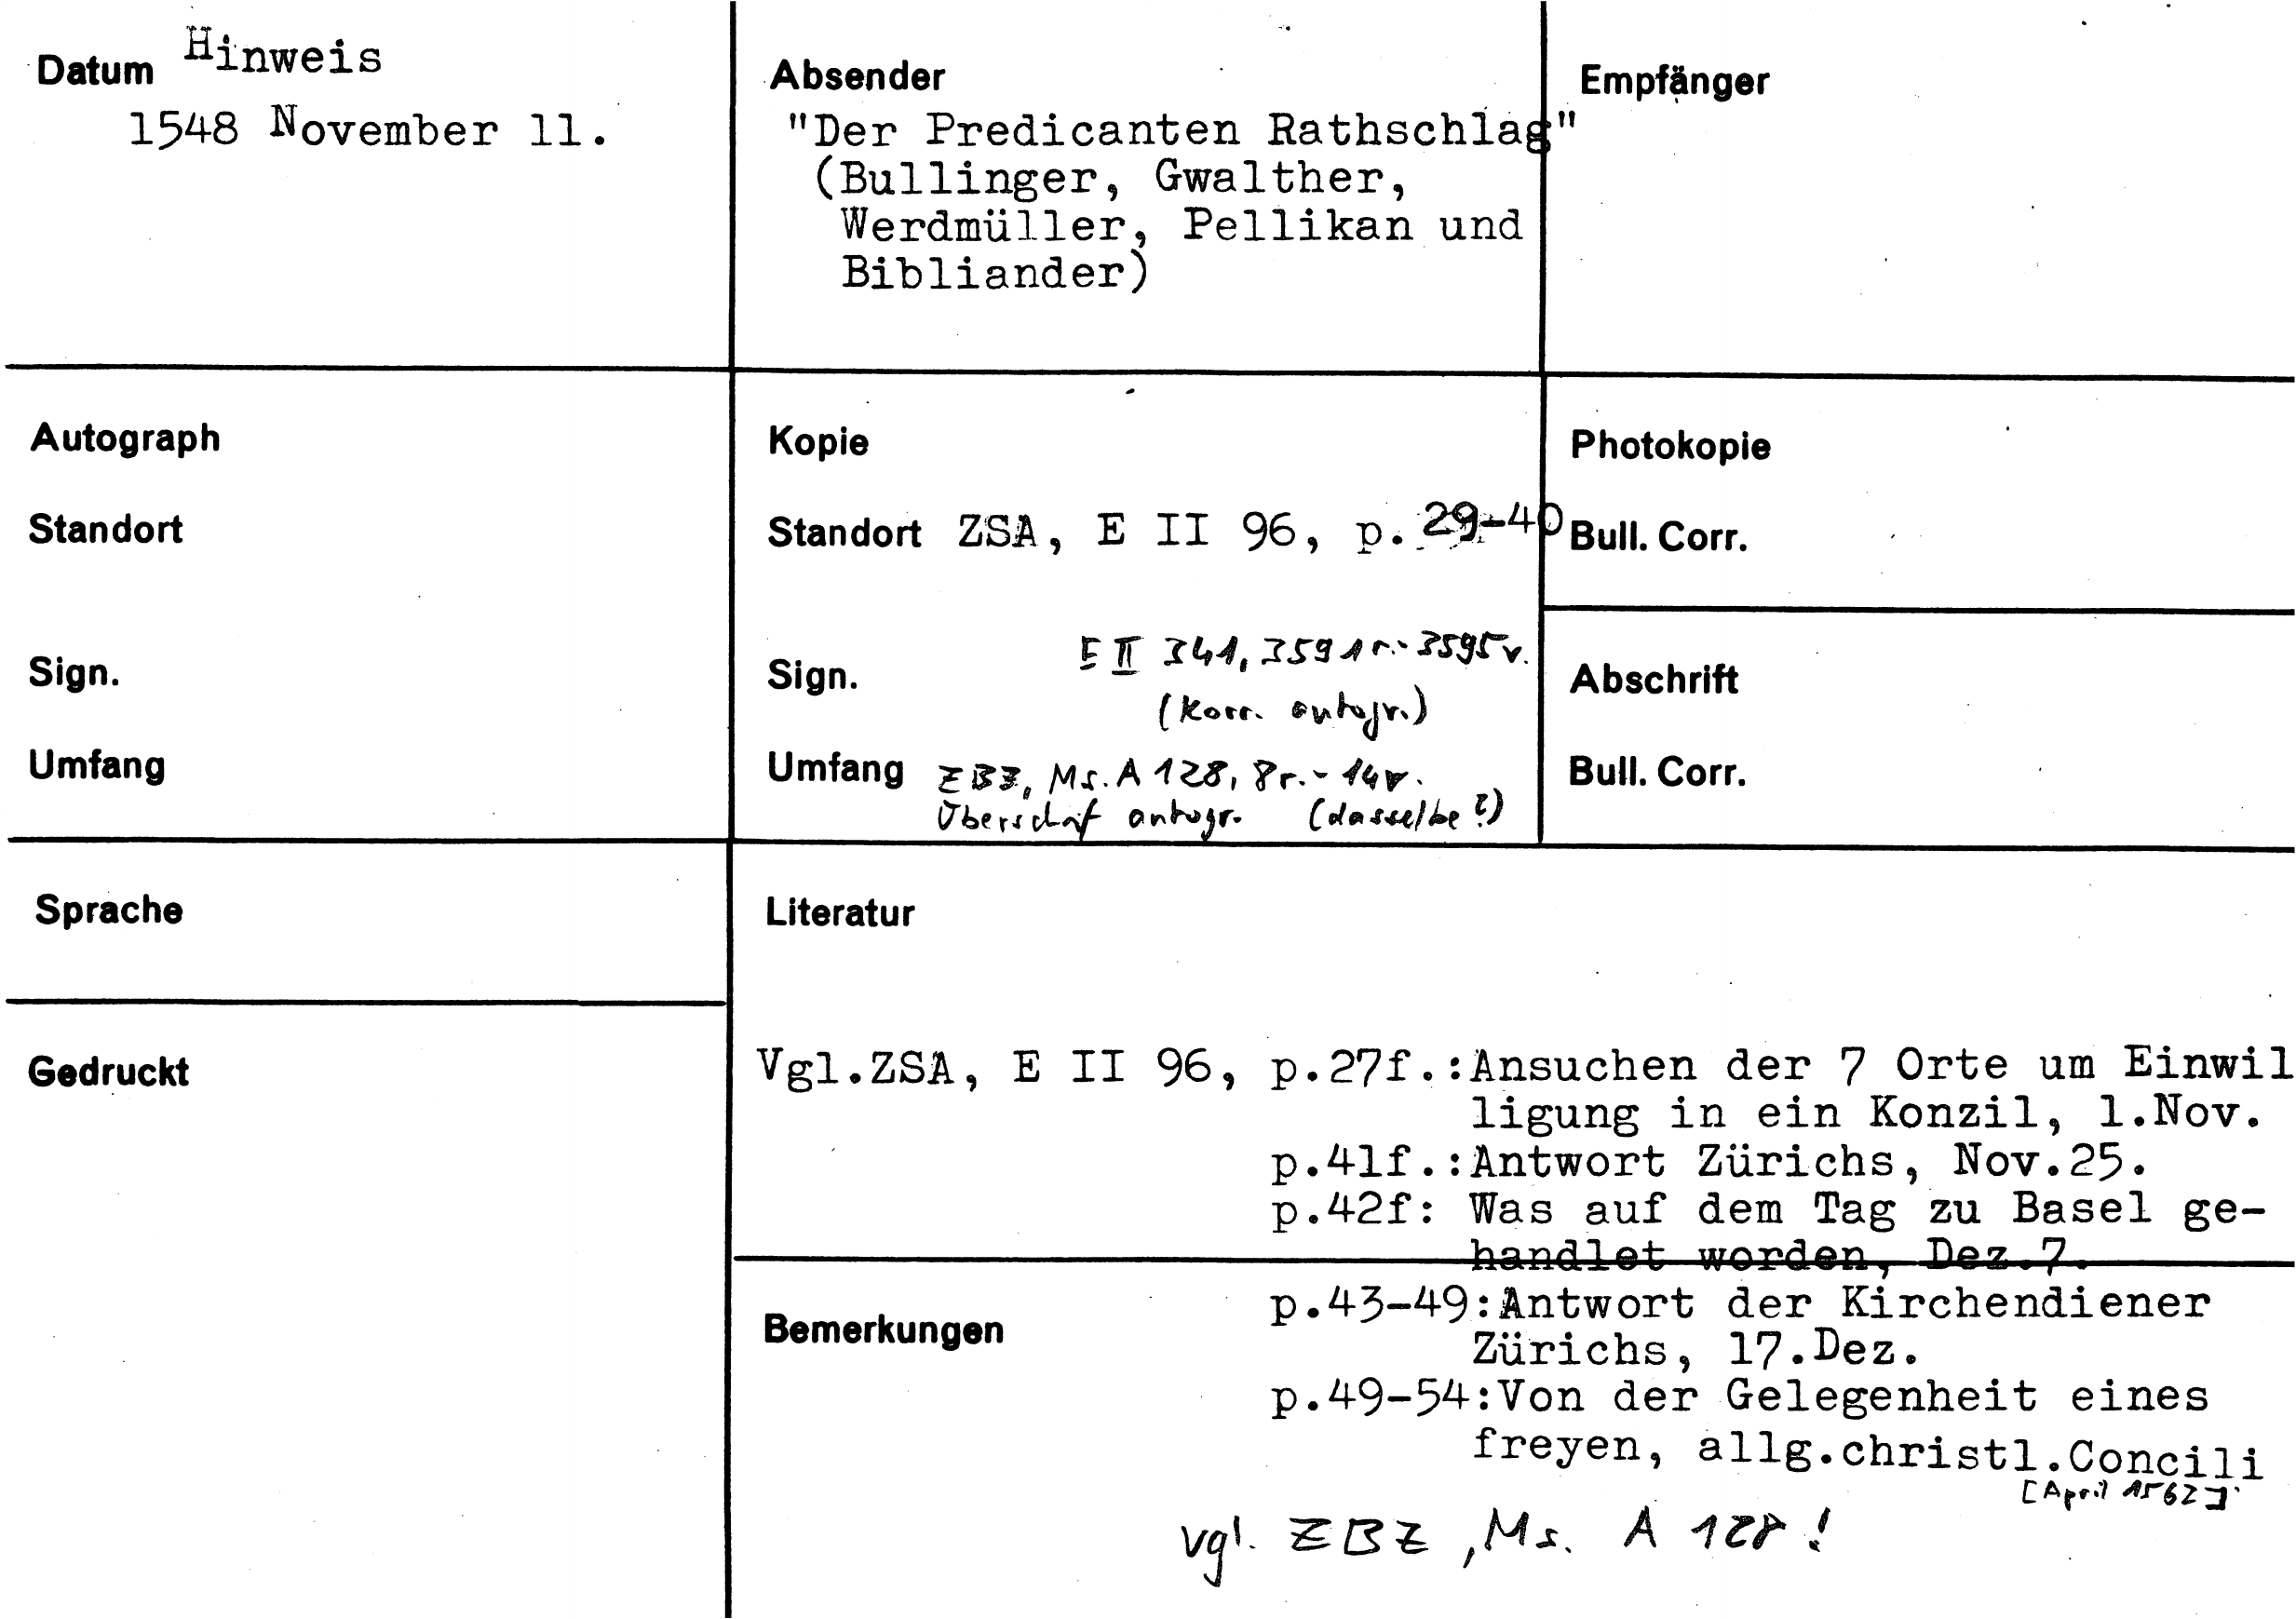 Datum Hinweis
1548 November 11.
Absender
"Der Predicanten Rathschlag"
(Bullinger, Gwalther,
Werdmüller, Pellikan und
Bibliander)
Empfänger
Autograph
Standort
Sign.
Umfang
Kopie
Standort ZSA, E II 96, p. 29-40
Sign. E II 341, 3591r.-3595v.
(Korr. autogr.)
Umfang ZBZ, Ms. A 128, 8r.-14v.
Überschrift autogr. (dasselbe?)
Photokopie
Bull. Corr.
Abschrift
Bull. Corr.
Sprache
Gedruckt
Literatur
Vgl.ZSA, E II 96, p.27f.:Ansuchen der 7 Orte um Einwil
ligung in ein Konzil, 1.Nov.
p.41f.:Antwort Zürichs, Nov.25.
p.42f: Was auf dem Tag zu Basel ge-
handlet worden, Dez.7.
Bemerkungen
p.43-49:Antwort der Kirchendiener
Zürichs, 17.Dez.
p.49-54:Von der Gelegenheit eines
freyen, allg.christl.Concili
[April 1562]
vgl. ZBZ, Ms. A 128!